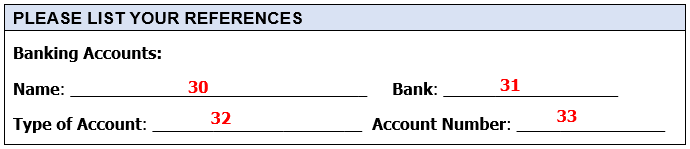 PLEASE LIST YOUR REFERENCES
Banking Accounts:
Name: 30 Bank: 31
Type of Account: 32 Account Number: 33